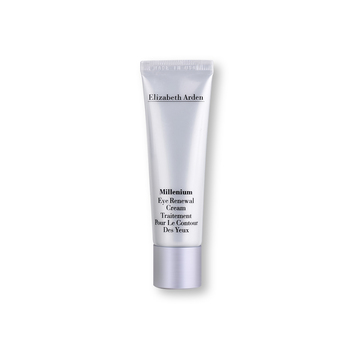 Elizabeth Arden
Millenium
Eye Renewal
Cream
Traitement
Pour Le Contour
Des Yeux